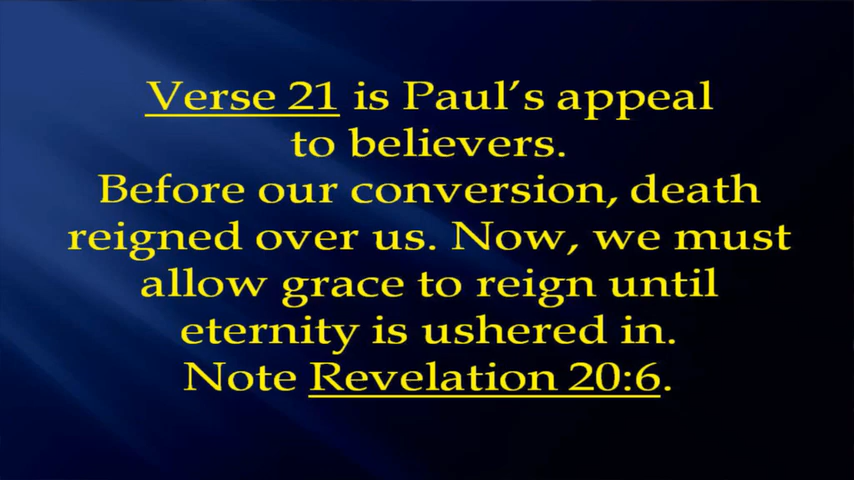 Verse 21 is Paul’s appeal
to believers.
Before our conversion, death
reigned over us. Now, we must
allow grace to reign until
eternity is ushered in.
Note Revelation 20:6.